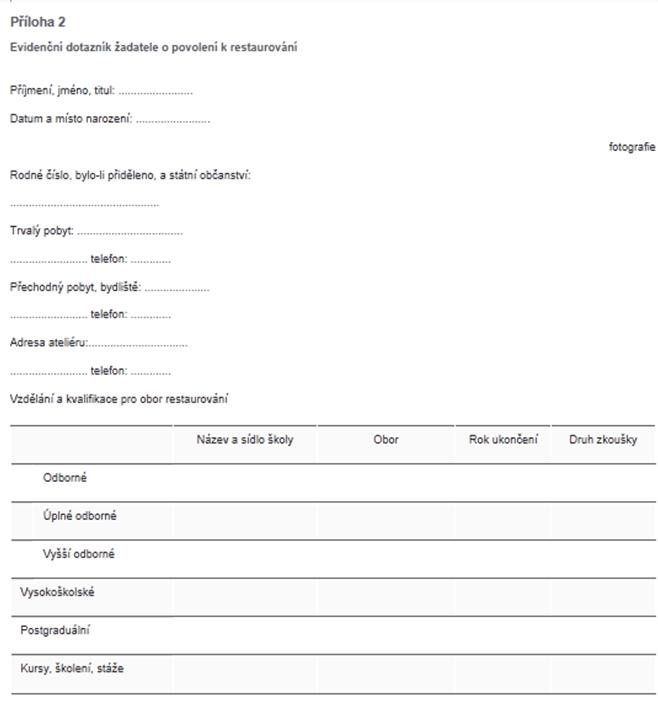 Příloha 2
Evidenční dotazník žadatele o povolení k restaurování
Příjmení, jméno, titul: ........................
Datum a místo narození: ........................
fotografie
Rodné číslo, bylo-li přiděleno, a státní občanství:
................................................
Trvalý pobyt: ..................................
......................... telefon: .............
Přechodný pobyt, bydliště: .....................
......................... telefon: .............
Adresa ateliéru:................................
......................... telefon: .............
Vzdělání a kvalifikace pro obor restaurování
Název a sídlo školy Obor Rok ukončení Druh zkoušky
Odborné
Úplné odborné
Vyšší odborné
Vysokoškolské
Postgraduální
Kursy, školení, stáže